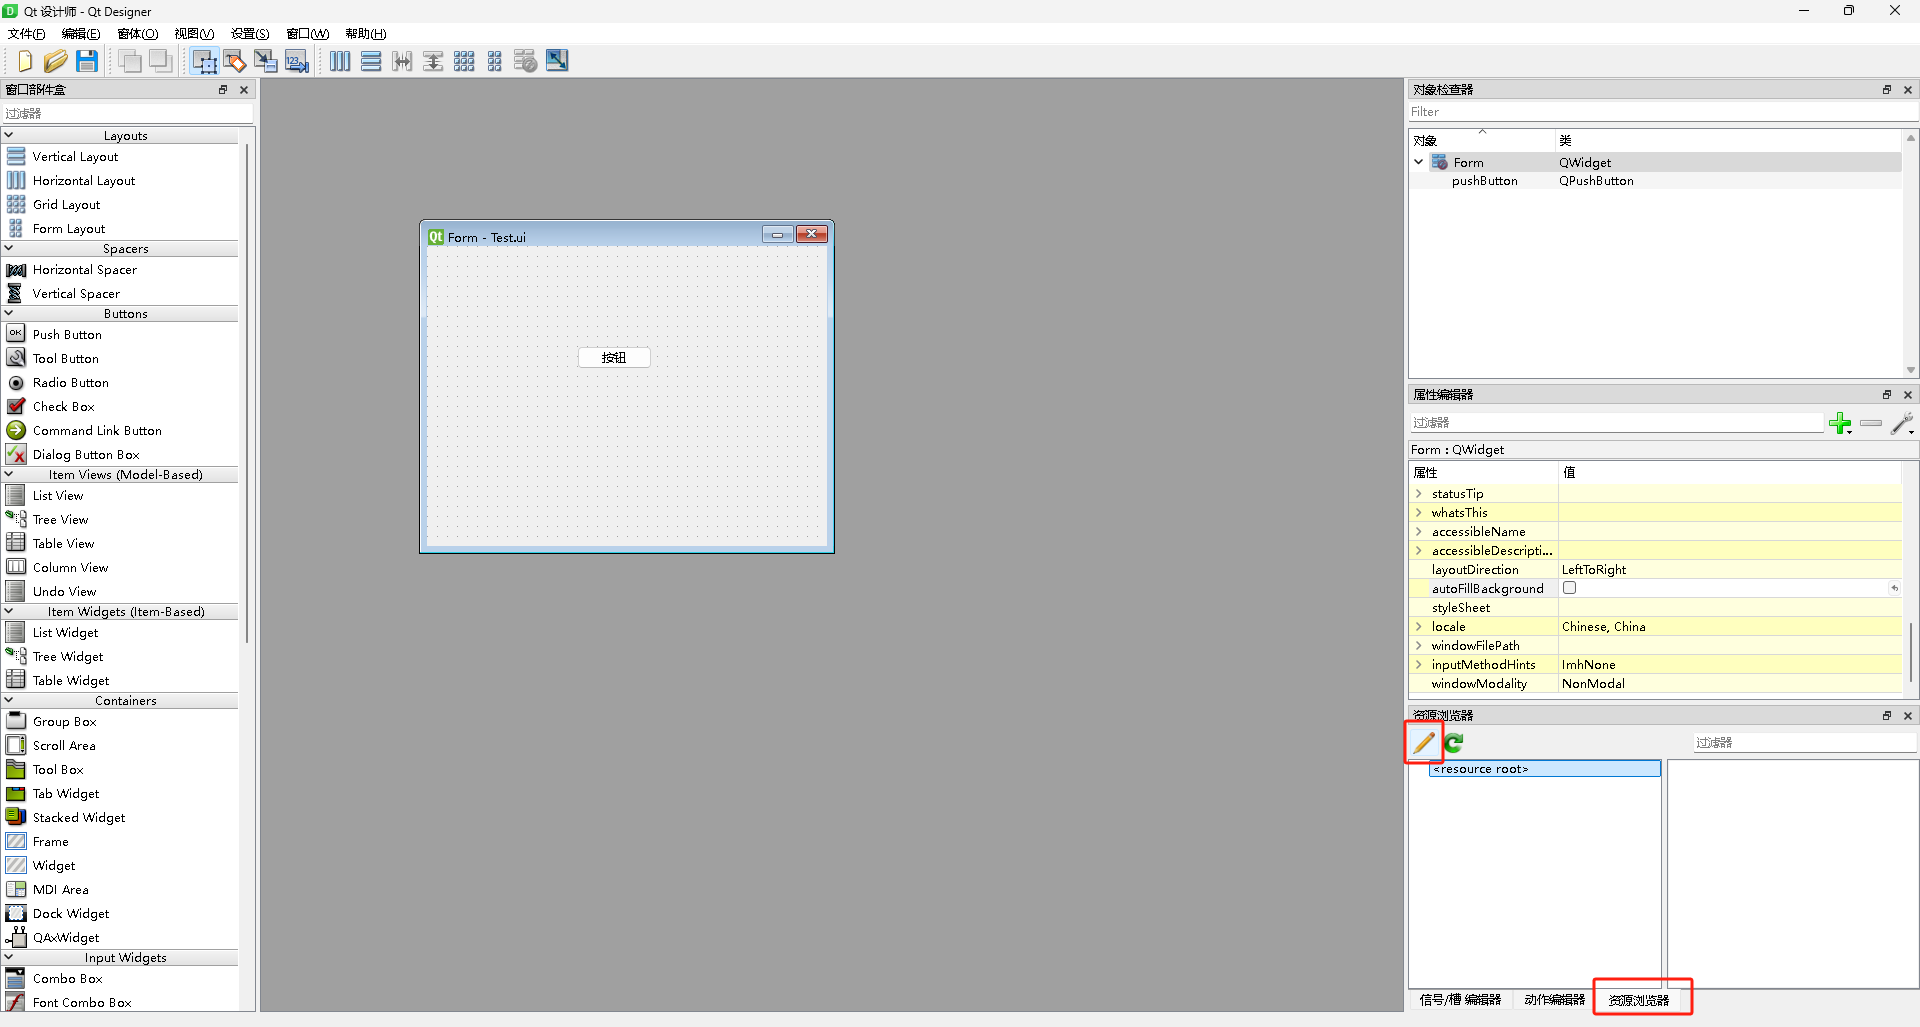 Qt 设计师 - Qt Designer
文件(F) 编辑(E) 窗体(O) 视图(V) 设置(S) 窗口(W) 帮助(H)
窗口部件盒
过滤器
Layouts
Vertical Layout
Horizontal Layout
Grid Layout
Form Layout
Spacers
Horizontal Spacer
Vertical Spacer
Buttons
Push Button
Tool Button
Radio Button
Check Box
Command Link Button
Dialog Button Box
Item Views (Model-Based)
List View
Tree View
Table View
Column View
Undo View
Item Widgets (Item-Based)
List Widget
Tree Widget
Table Widget
Containers
Group Box
Scroll Area
Tool Box
Tab Widget
Stacked Widget
Frame
Widget
MDI Area
Dock Widget
QAxWidget
Input Widgets
Combo Box
Font Combo Box
Qt Form - Test.ui
按钮
对象检查器
Filter
对象 类
Form QWidget
pushButton QPushButton
属性编辑器
过滤器
Form : QWidget
属性 值
statusTip
whatsThis
accessibleName
accessibleDescripti...
layoutDirection LeftToRight
autoFillBackground
styleSheet
locale Chinese, China
windowFilePath
inputMethodHints ImhNone
windowModality NonModal
资源浏览器
过滤器
<resource root>
信号/槽 编辑器 动作编辑器 资源浏览器